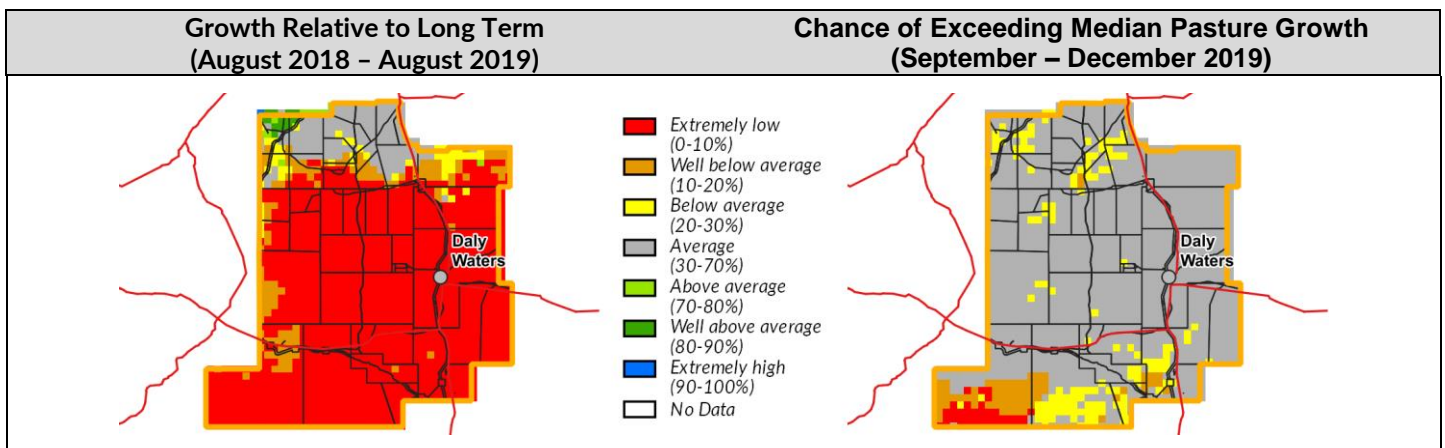 Growth Relative to Long Term
(August 2018 – August 2019)
Chance of Exceeding Median Pasture Growth
(September – December 2019)
Daly
Waters
Extremely low
(0-10%)
Well below average
(10-20%)
Below average
(20-30%)
Average
(30-70%)
Above average
(70-80%)
Well above average
(80-90%)
Extremely high
(90-100%)
No Data
Daly
Waters